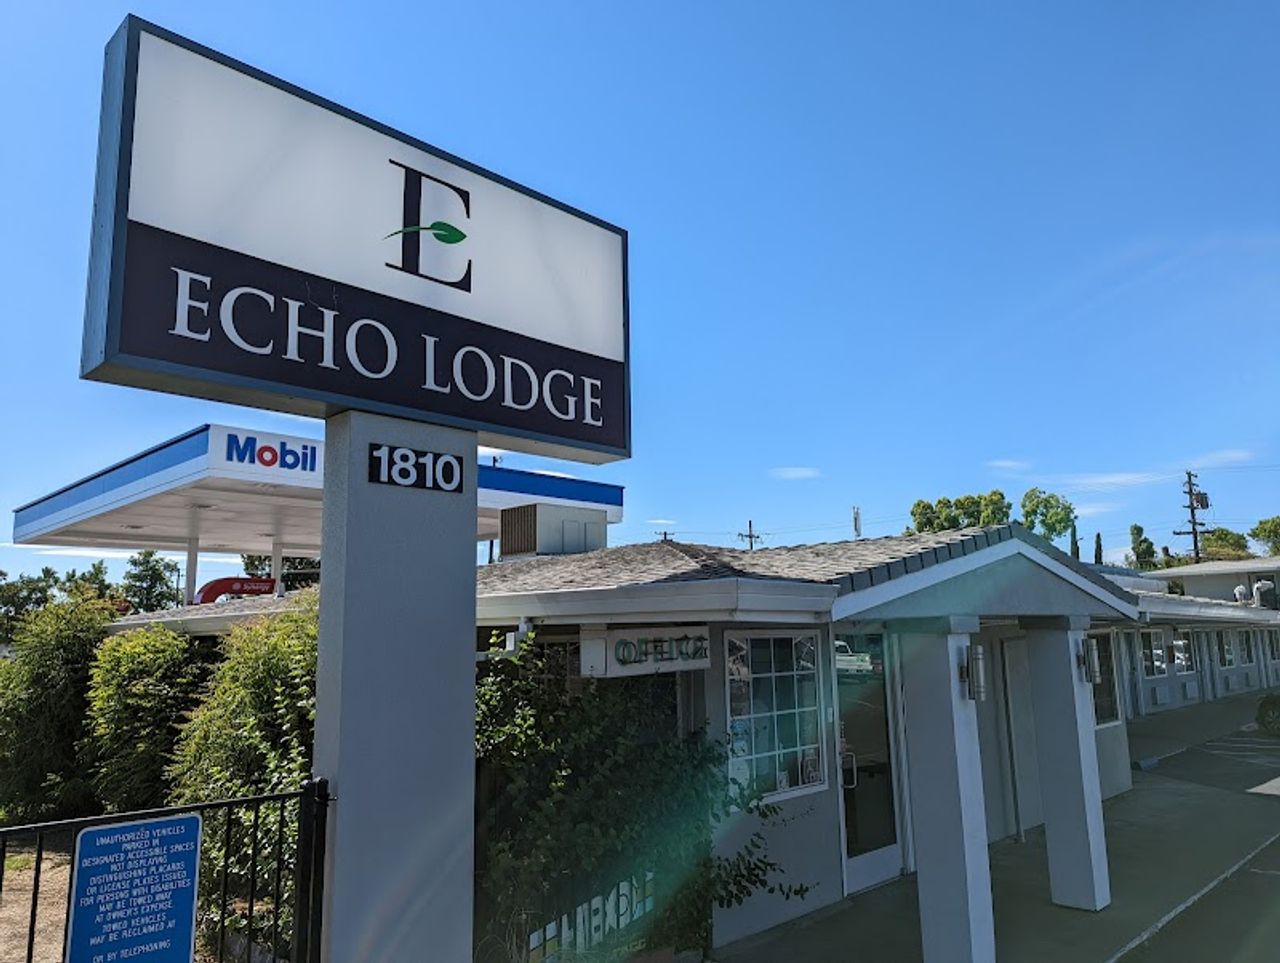 E
ECHO LODGE
1810
Mobil
Synergy
OFFICE
UNAUTHORIZED VEHICLES
PARKED IN
DESIGNATED ACCESSIBLE SPACES
NOT DISPLAYING
DISTINGUISHING PLACARDS
OR LICENSE PLATES ISSUED
FOR PERSONS WITH DISABILITIES
MAY BE TOWED AWAY
AT OWNER'S EXPENSE
TOWED VEHICLES
MAY BE RECLAIMED AT
OR BY TELEPHONING